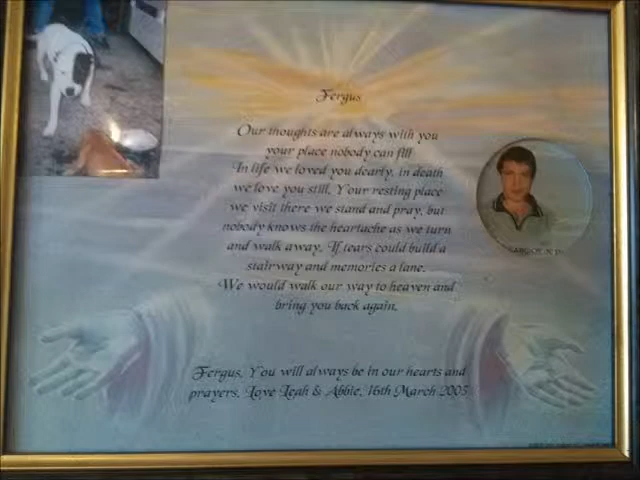 Fergus
Our thoughts are always with you
your place nobody can fill
In life we loved you dearly, in death
we love you still. Your resting place
we visit there we stand and pray, but
nobody knows the heartache as we turn
and walk away. If tears could build a
stairway and memories a lane.
We would walk our way to heaven and
bring you back again.
Fergus, You will always be in our hearts and
prayers. Love Leah & Abbie, 16th March 2005